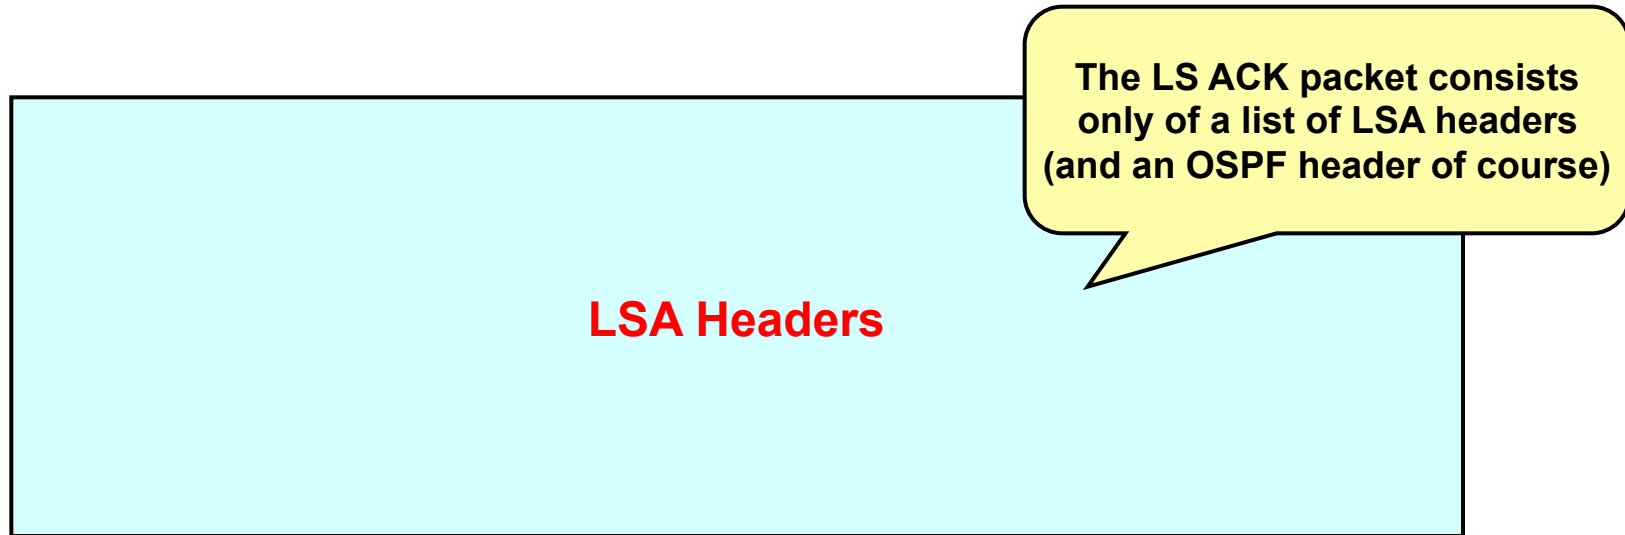 The LS ACK packet consists
only of a list of LSA headers
(and an OSPF header of course)
LSA Headers